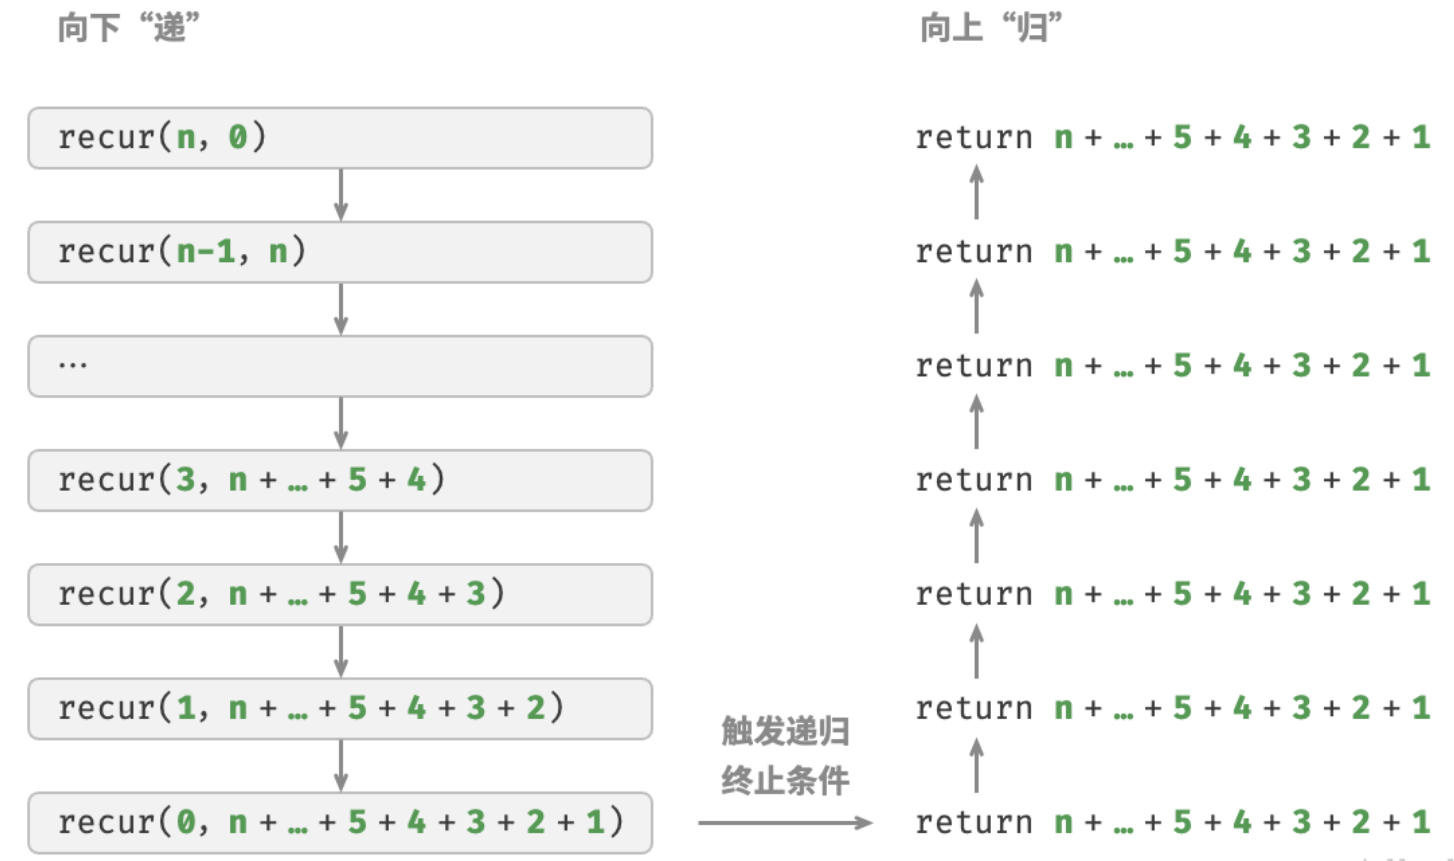 向下“递”
向上“归”
recur(n, 0)
return n + … + 5 + 4 + 3 + 2 + 1
recur(n-1, n)
return n + … + 5 + 4 + 3 + 2 + 1
…
return n + … + 5 + 4 + 3 + 2 + 1
recur(3, n + … + 5 + 4)
return n + … + 5 + 4 + 3 + 2 + 1
recur(2, n + … + 5 + 4 + 3)
return n + … + 5 + 4 + 3 + 2 + 1
recur(1, n + … + 5 + 4 + 3 + 2)
return n + … + 5 + 4 + 3 + 2 + 1
触发递归
终止条件
recur(0, n + … + 5 + 4 + 3 + 2 + 1)
return n + … + 5 + 4 + 3 + 2 + 1